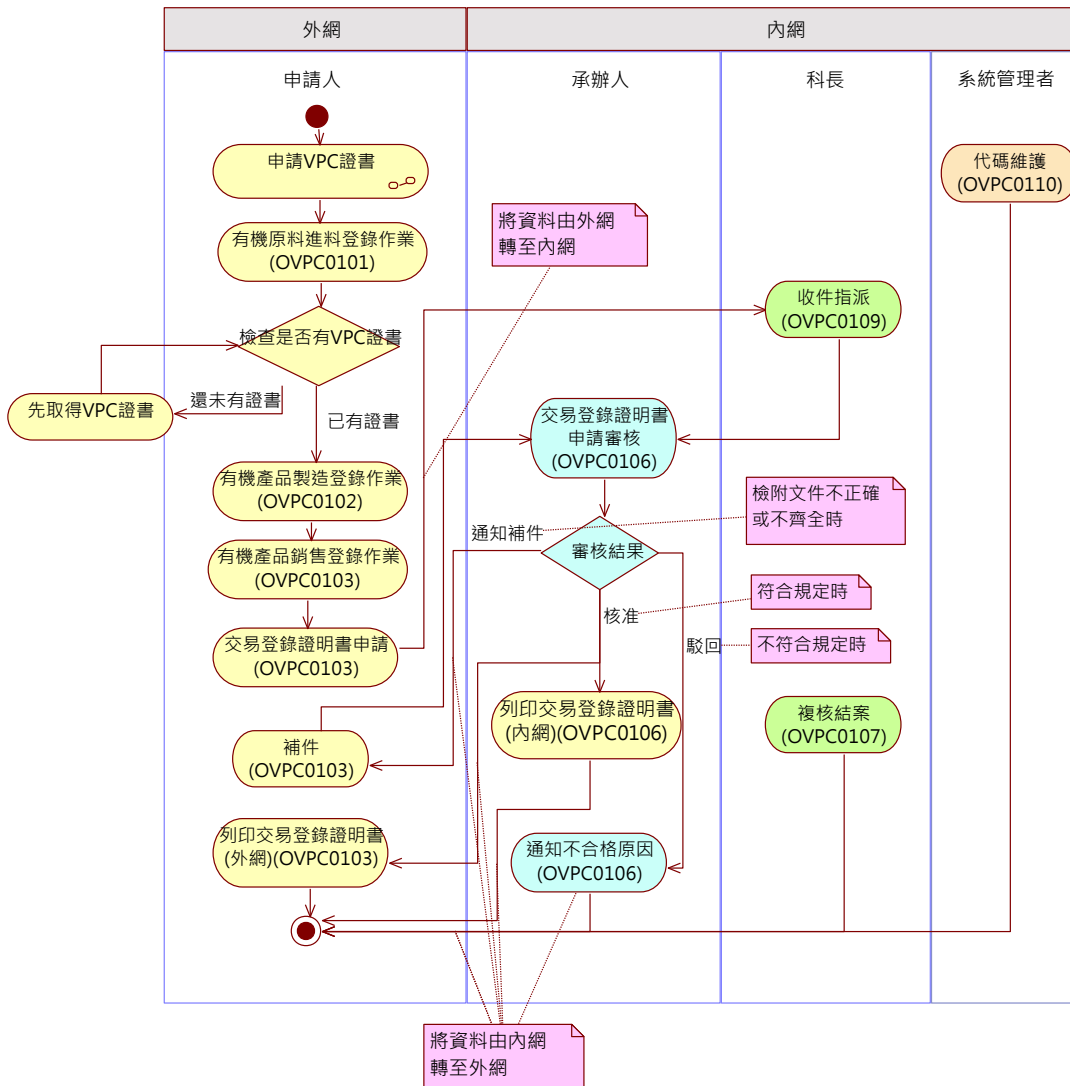 外網
內網
申請人
承辦人
科長
系統管理者
申請VPC證書
代碼維護
(OVPC0110)
將資料由外網
轉至內網
有機原料進料登錄作業
(OVPC0101)
收件指派
(OVPC0109)
檢查是否有VPC證書
還未有證書
先取得VPC證書
已有證書
交易登錄證明書
申請審核
(OVPC0106)
有機產品製造登錄作業
(OVPC0102)
檢附文件不正確
或不齊全時
通知補件
有機產品銷售登錄作業
(OVPC0103)
審核結果
符合規定時
核准
交易登錄證明書申請
(OVPC0103)
駁回
不符合規定時
列印交易登錄證明書
(內網)(OVPC0106)
複核結案
(OVPC0107)
補件
(OVPC0103)
列印交易登錄證明書
(外網)(OVPC0103)
通知不合格原因
(OVPC0106)
將資料由內網
轉至外網